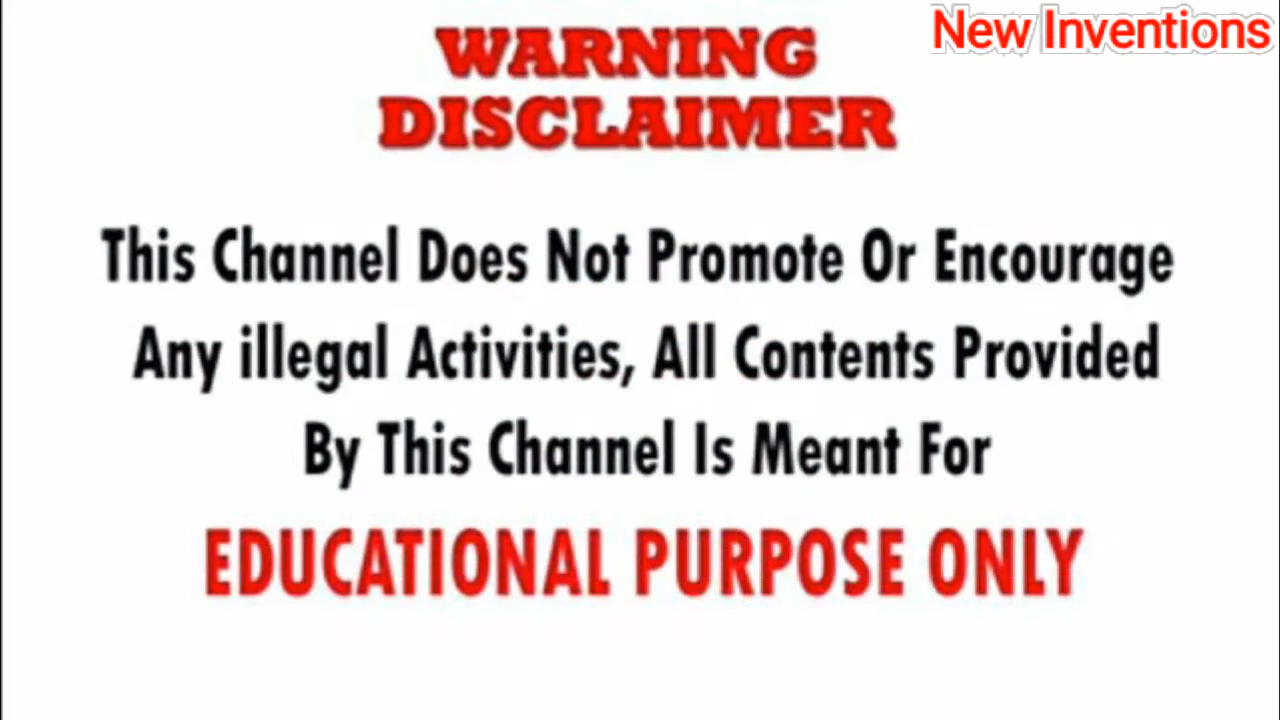 New Inventions
WARNING
DISCLAIMER
This Channel Does Not Promote Or Encourage
Any illegal Activities, All Contents Provided
By This Channel Is Meant For
EDUCATIONAL PURPOSE ONLY